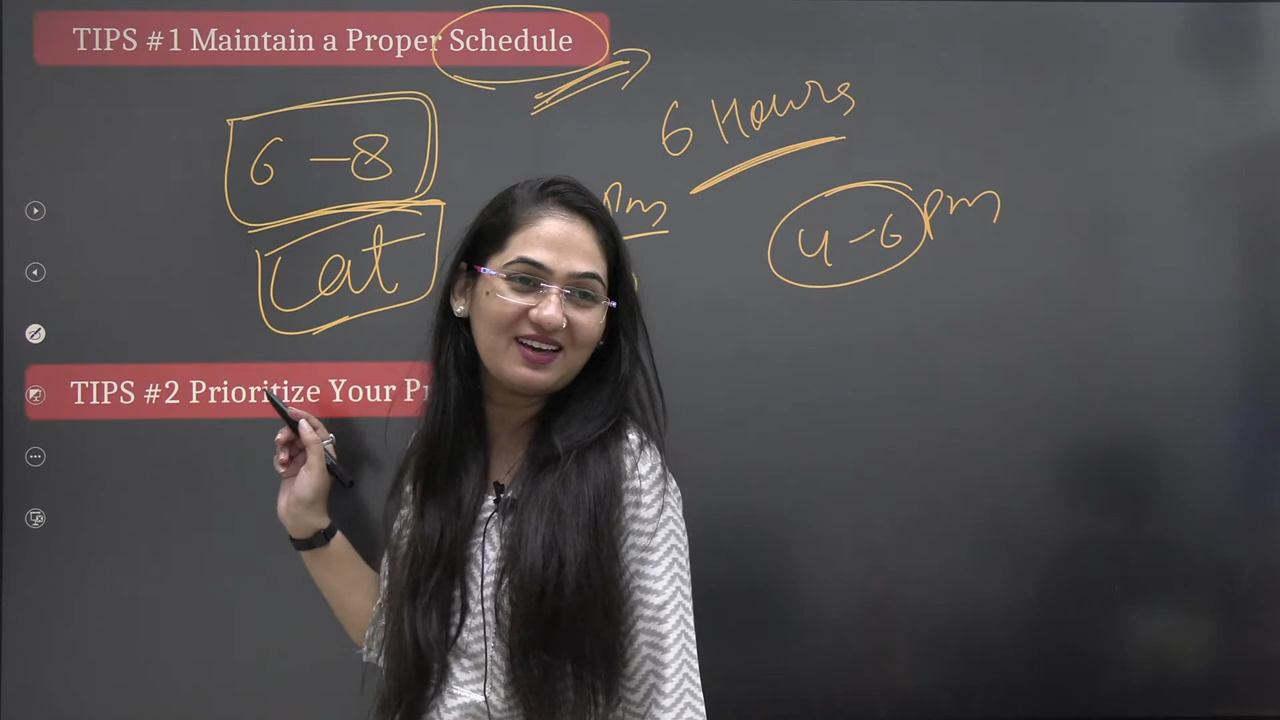 TIPS #1 Maintain a Proper Schedule
6 Hours
6 – 8
Pm
4 – 6 Pm
Cat
TIPS #2 Prioritize Your Pr